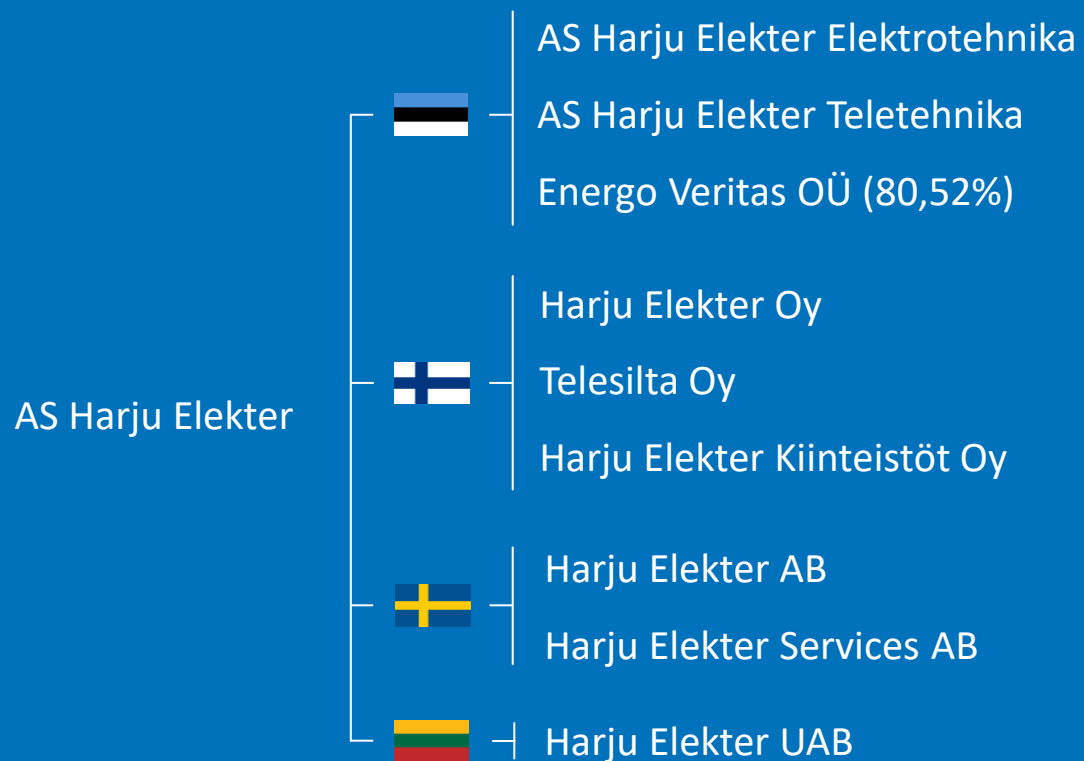 AS Harju Elekter
AS Harju Elekter Elektrotehnika
AS Harju Elekter Teletehnika
Energo Veritas OÜ (80,52%)
Harju Elekter Oy
Telesilta Oy
Harju Elekter Kiinteistöt Oy
Harju Elekter AB
Harju Elekter Services AB
Harju Elekter UAB